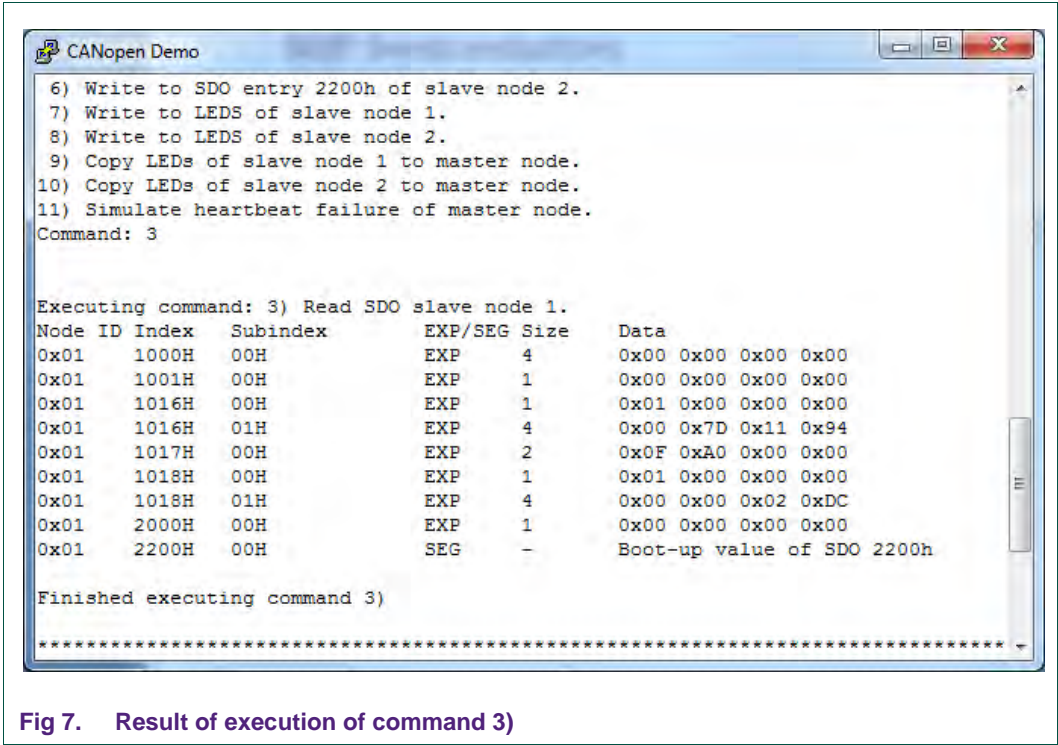 CANopen Demo
6) Write to SDO entry 2200h of slave node 2.
7) Write to LEDS of slave node 1.
8) Write to LEDS of slave node 2.
9) Copy LEDs of slave node 1 to master node.
10) Copy LEDs of slave node 2 to master node.
11) Simulate heartbeat failure of master node.
Command: 3
Executing command: 3) Read SDO slave node 1.
Node ID Index Subindex EXP/SEG Size Data
0x01 1000H 00H EXP 4 0x00 0x00 0x00 0x00
0x01 1001H 00H EXP 1 0x00 0x00 0x00 0x00
0x01 1016H 00H EXP 1 0x01 0x00 0x00 0x00
0x01 1016H 01H EXP 4 0x00 0x7D 0x11 0x94
0x01 1017H 00H EXP 2 0x0F 0xA0 0x00 0x00
0x01 1018H 00H EXP 1 0x01 0x00 0x00 0x00
0x01 1018H 01H EXP 4 0x00 0x00 0x02 0xDC
0x01 2000H 00H EXP 1 0x00 0x00 0x00 0x00
0x01 2200H 00H SEG - Boot-up value of SDO 2200h
Finished executing command 3)
********************************************************************************
Fig 7. Result of execution of command 3)